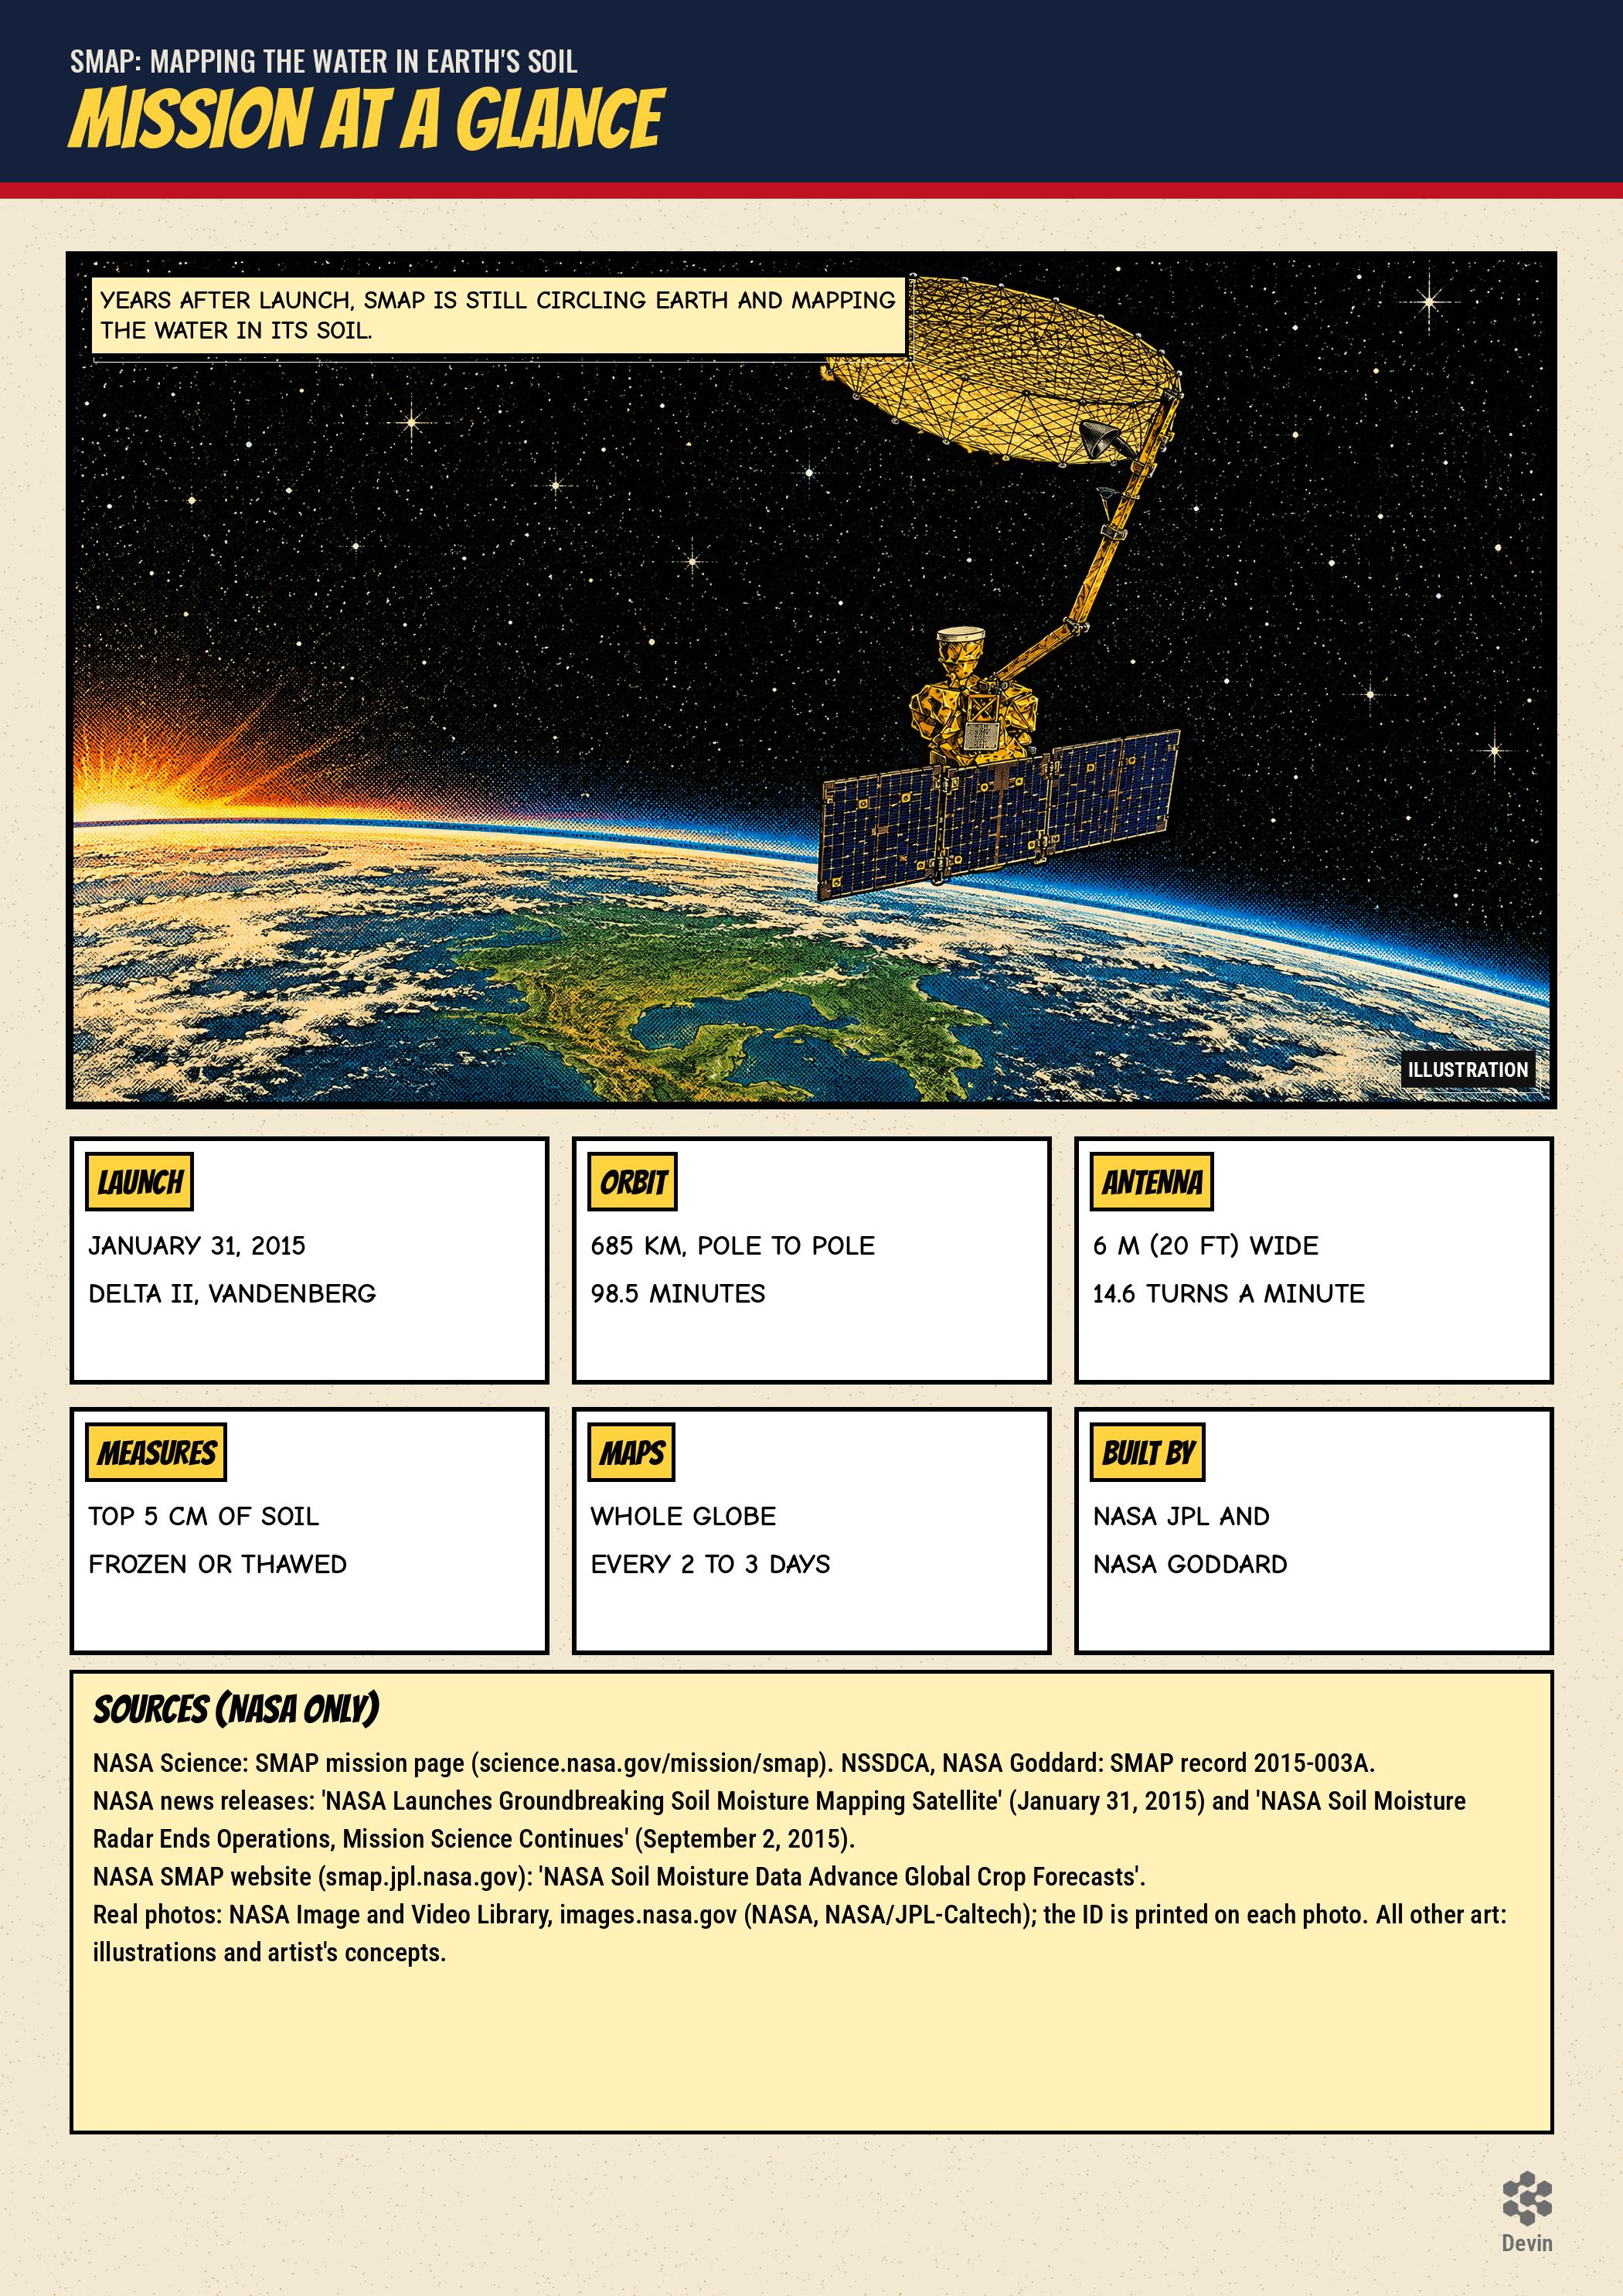 SMAP: MAPPING THE WATER IN EARTH'S SOIL
MISSION AT A GLANCE
YEARS AFTER LAUNCH, SMAP IS STILL CIRCLING EARTH AND MAPPING
THE WATER IN ITS SOIL.
ILLUSTRATION
LAUNCH
JANUARY 31, 2015
DELTA II, VANDENBERG
ORBIT
685 KM, POLE TO POLE
98.5 MINUTES
ANTENNA
6 M (20 FT) WIDE
14.6 TURNS A MINUTE
MEASURES
TOP 5 CM OF SOIL
FROZEN OR THAWED
MAPS
WHOLE GLOBE
EVERY 2 TO 3 DAYS
BUILT BY
NASA JPL AND
NASA GODDARD
SOURCES (NASA ONLY)
NASA Science: SMAP mission page (science.nasa.gov/mission/smap). NSSDCA, NASA Goddard: SMAP record 2015-003A.
NASA news releases: 'NASA Launches Groundbreaking Soil Moisture Mapping Satellite' (January 31, 2015) and 'NASA Soil Moisture
Radar Ends Operations, Mission Science Continues' (September 2, 2015).
NASA SMAP website (smap.jpl.nasa.gov): 'NASA Soil Moisture Data Advance Global Crop Forecasts'.
Real photos: NASA Image and Video Library, images.nasa.gov (NASA, NASA/JPL-Caltech); the ID is printed on each photo. All other art:
illustrations and artist's concepts.
Devin